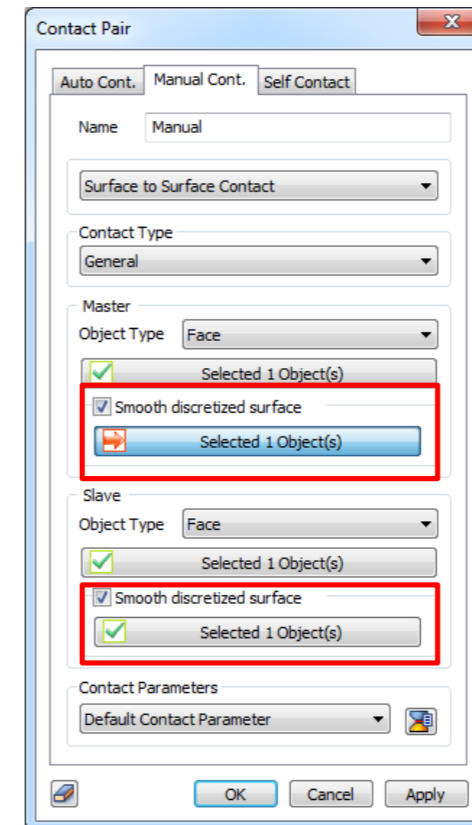 Contact Pair
Auto Cont. Manual Cont. Self Contact
Name Manual
Surface to Surface Contact
Contact Type
General
Master
Object Type Face
Selected 1 Object(s)
Smooth discretized surface
Selected 1 Object(s)
Slave
Object Type Face
Selected 1 Object(s)
Smooth discretized surface
Selected 1 Object(s)
Contact Parameters
Default Contact Parameter
OK Cancel Apply